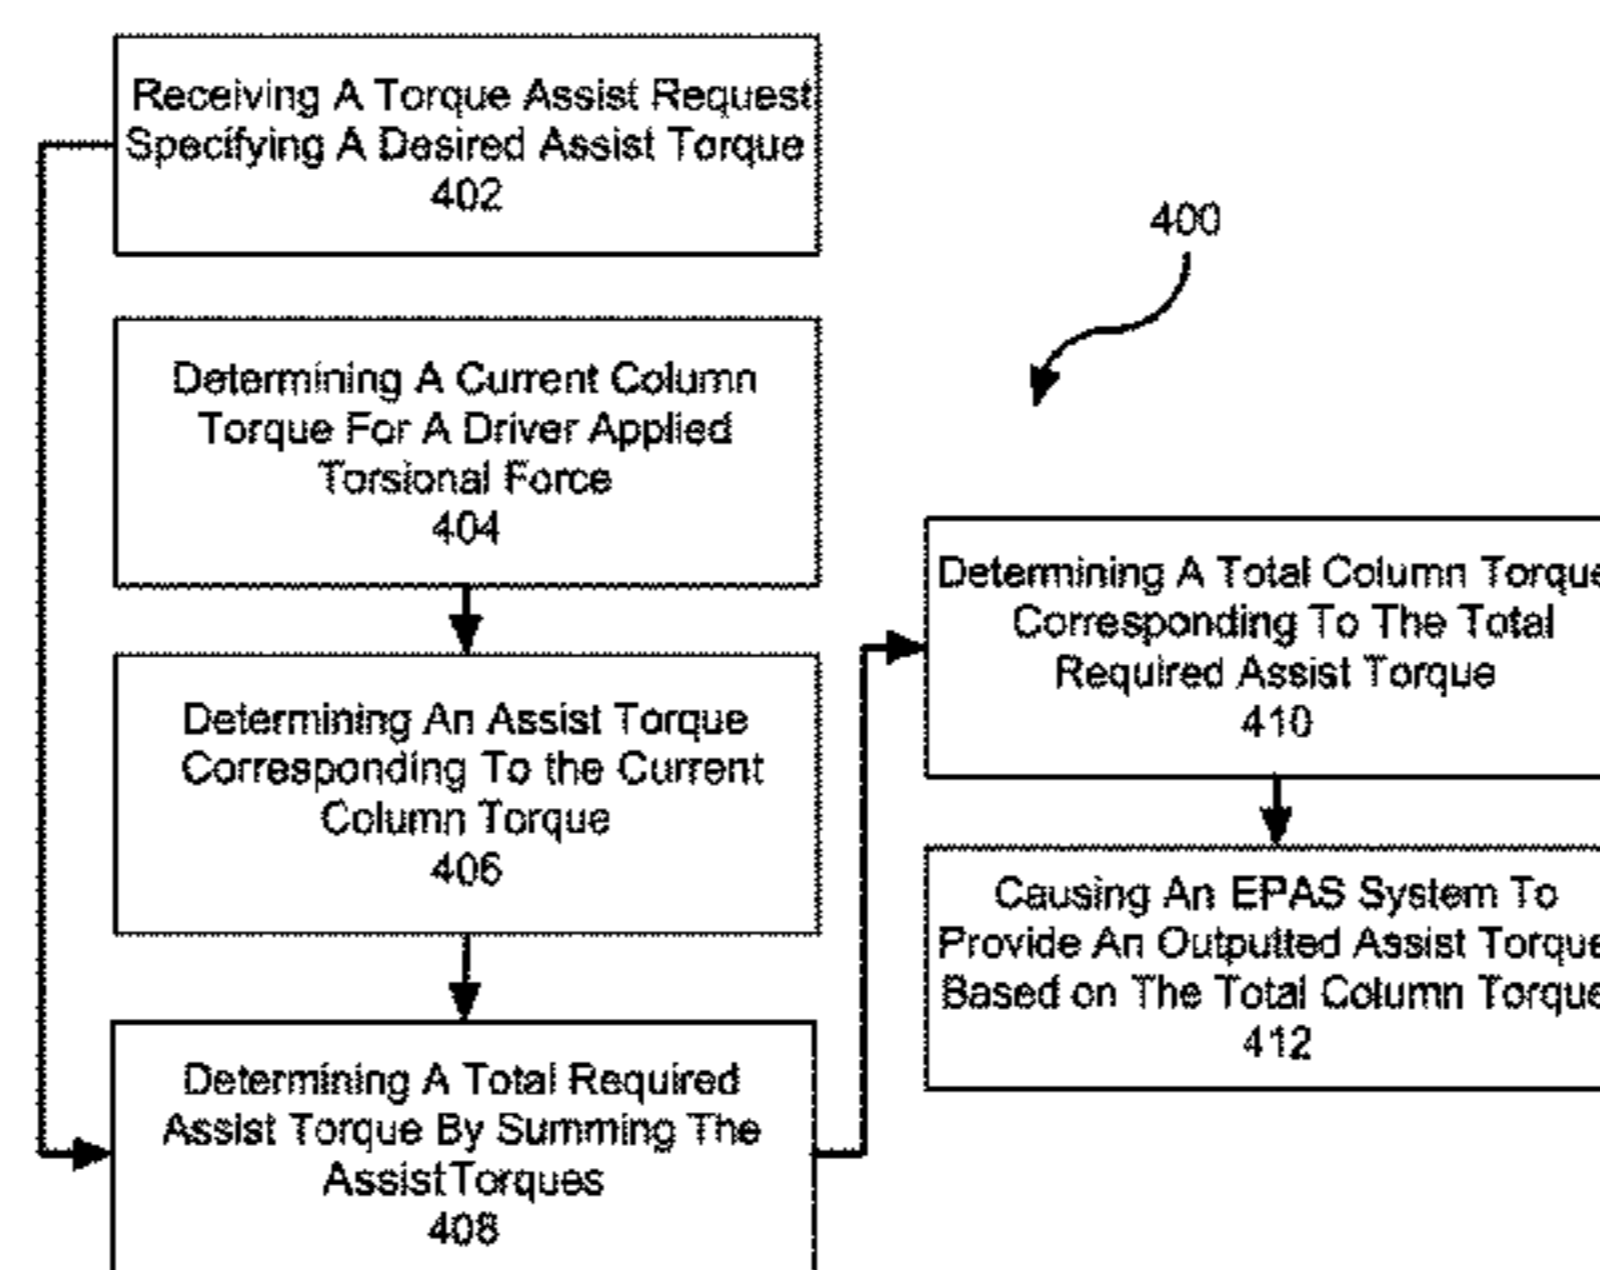 Receiving A Torque Assist Request
Specifying A Desired Assist Torque
402
400
Determining A Current Column
Torque For A Driver Applied
Torsional Force
404
Determining An Assist Torque
Corresponding To the Current
Column Torque
406
Determining A Total Required
Assist Torque By Summing The
Assist Torques
408
Determining A Total Column Torque
Corresponding To The Total
Required Assist Torque
410
Causing An EPAS System To
Provide An Outputted Assist Torque
Based on The Total Column Torque
412